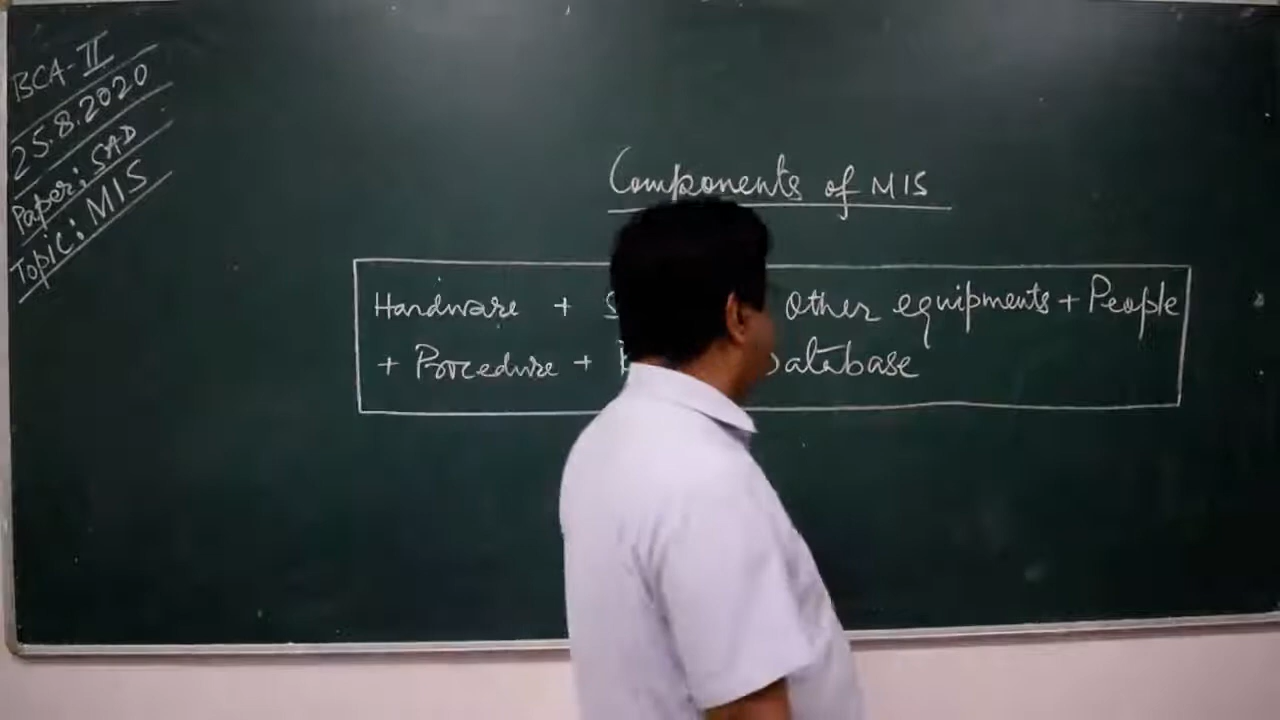 BCA-II
25.8.2020
Paper: SAD
Topic: MIS
Components of MIS
Hardware + Other equipments + People
+ Procedure + atabase